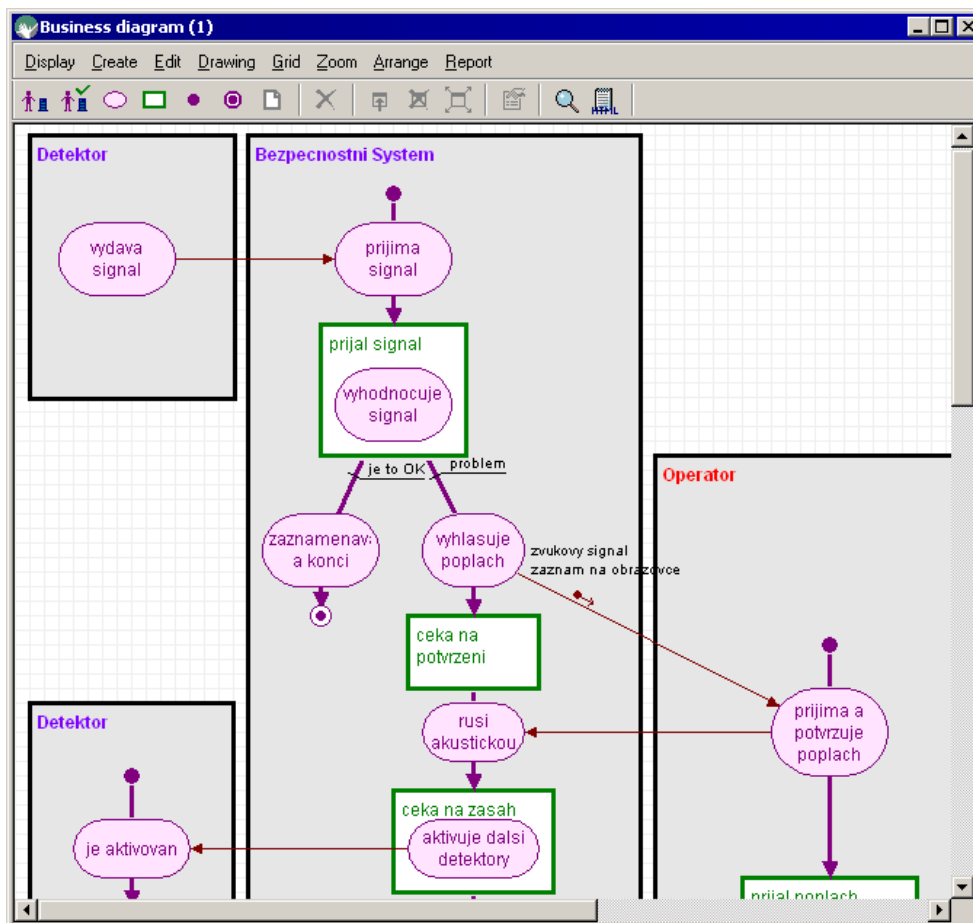 Business diagram (1)
Display Create Edit Drawing Grid Zoom Arrange Report
HTML
Detektor
vydava
signal
Bezpecnostni System
prijima
signal
prijal signal
vyhodnocuje
signal
je to OK
problem
zaznamenav
a konci
vyhlasuje
poplach
zvukovy signal
zaznam na obrazovce
ceka na
potvrzeni
rusi
akustickou
ceka na zasah
aktivuje dalsi
detektory
Operator
prijima a
potvrzuje
poplach
prijal poplach
Detektor
je aktivovan